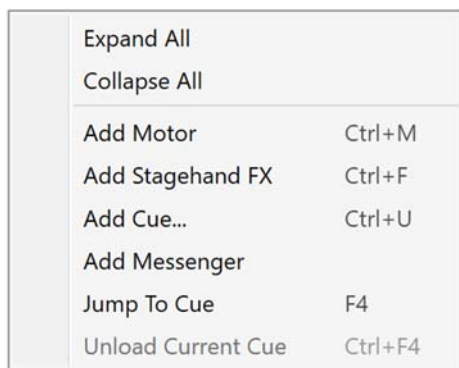 Expand All
Collapse All
Add Motor Ctrl+M
Add Stagehand FX Ctrl+F
Add Cue... Ctrl+U
Add Messenger
Jump To Cue F4
Unload Current Cue Ctrl+F4